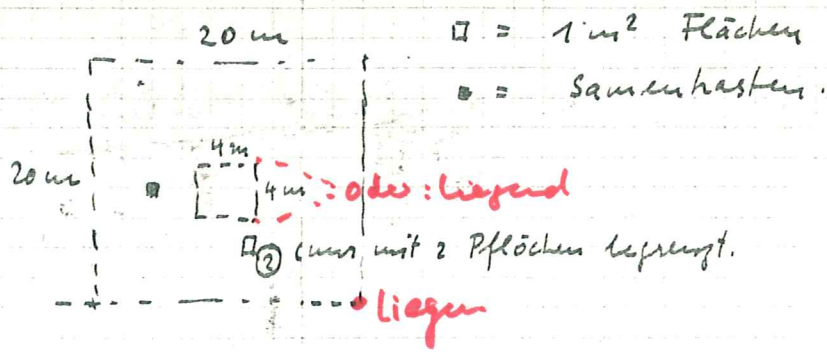 20 m
□ = 1 m² Flächen
■ = Samenkasten.
4 m
20 m
4 m
oder: liegend
□ ② (nur mit 2 Pflöcken begrenzt.
liegen